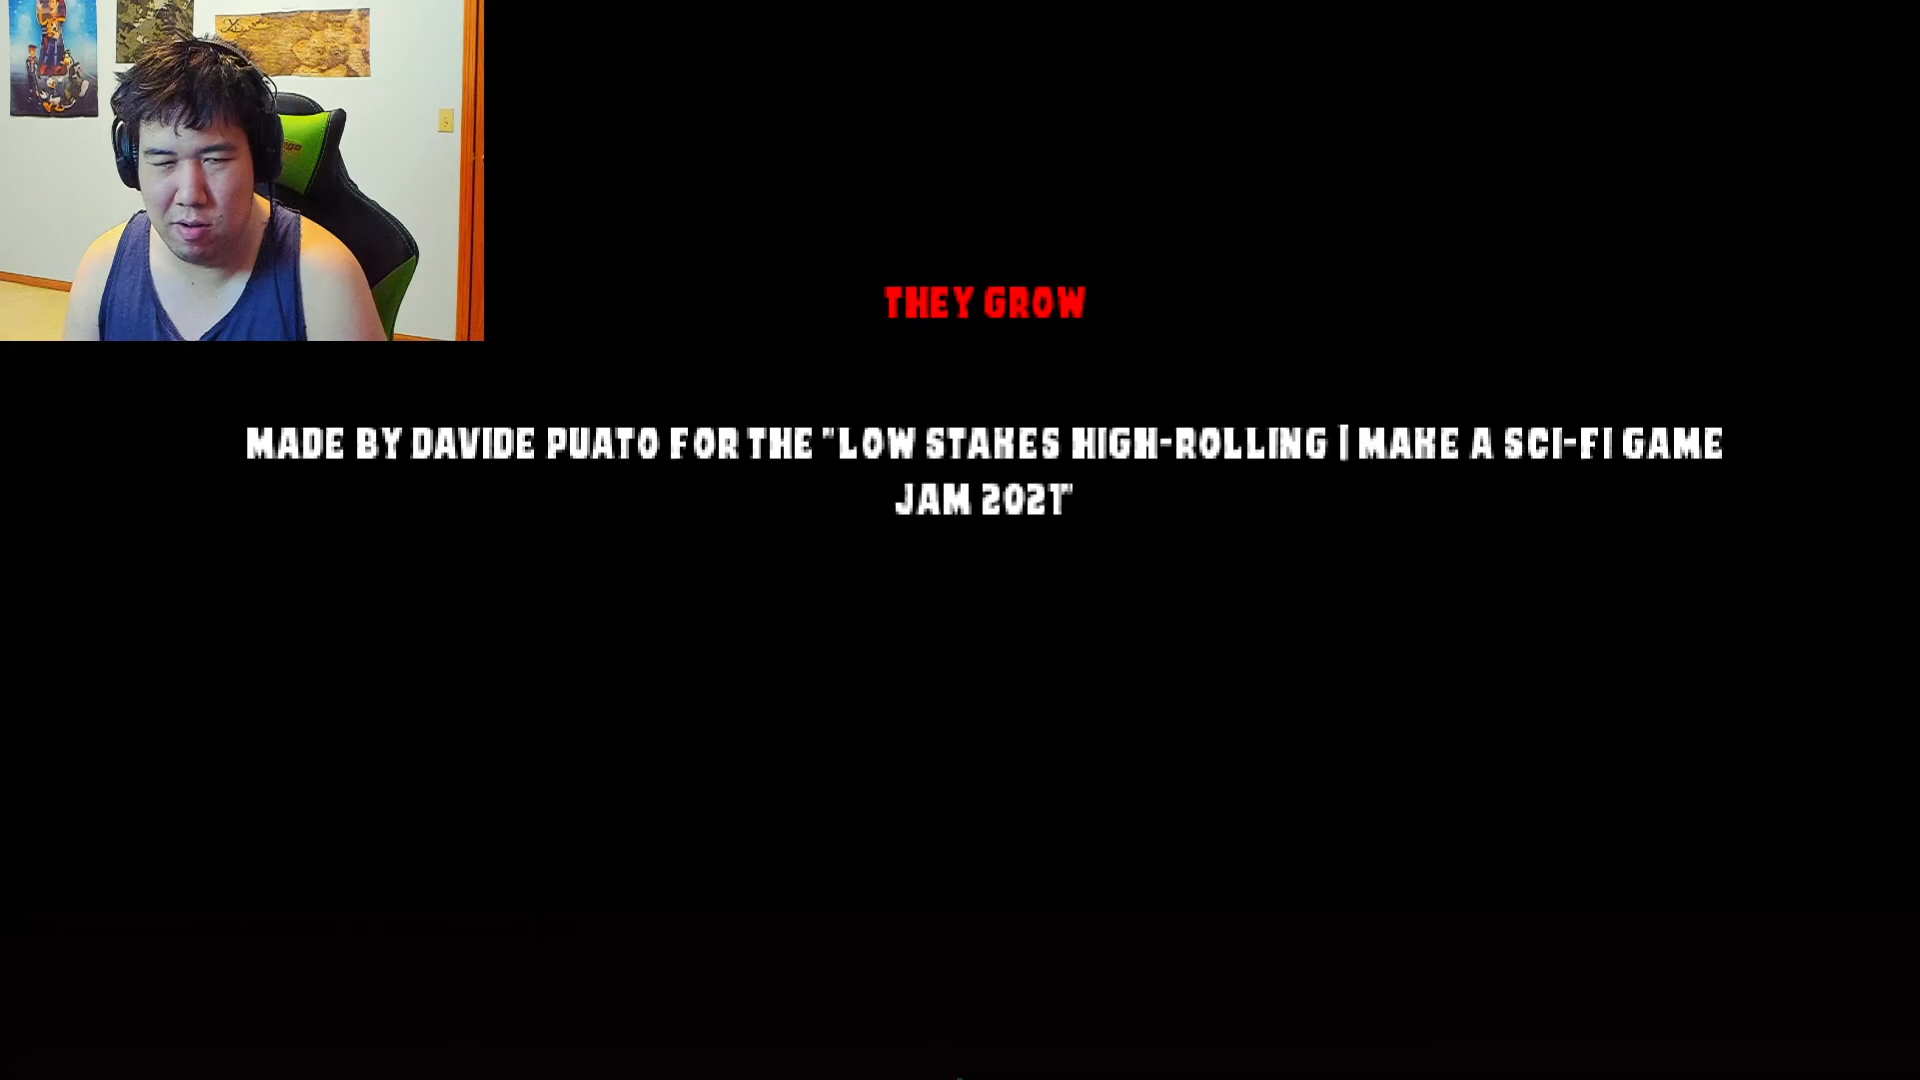 THEY GROW
MADE BY DAVIDE PUATO FOR THE "LOW STAKES HIGH-ROLLING | MAKE A SCI-FI GAME
JAM 2021"